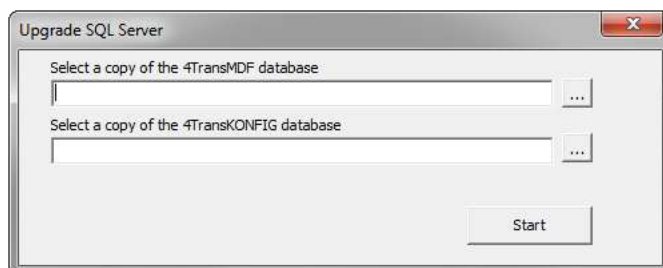 Upgrade SQL Server
Select a copy of the 4TransMDF database
...
Select a copy of the 4TransKONFIG database
...
Start